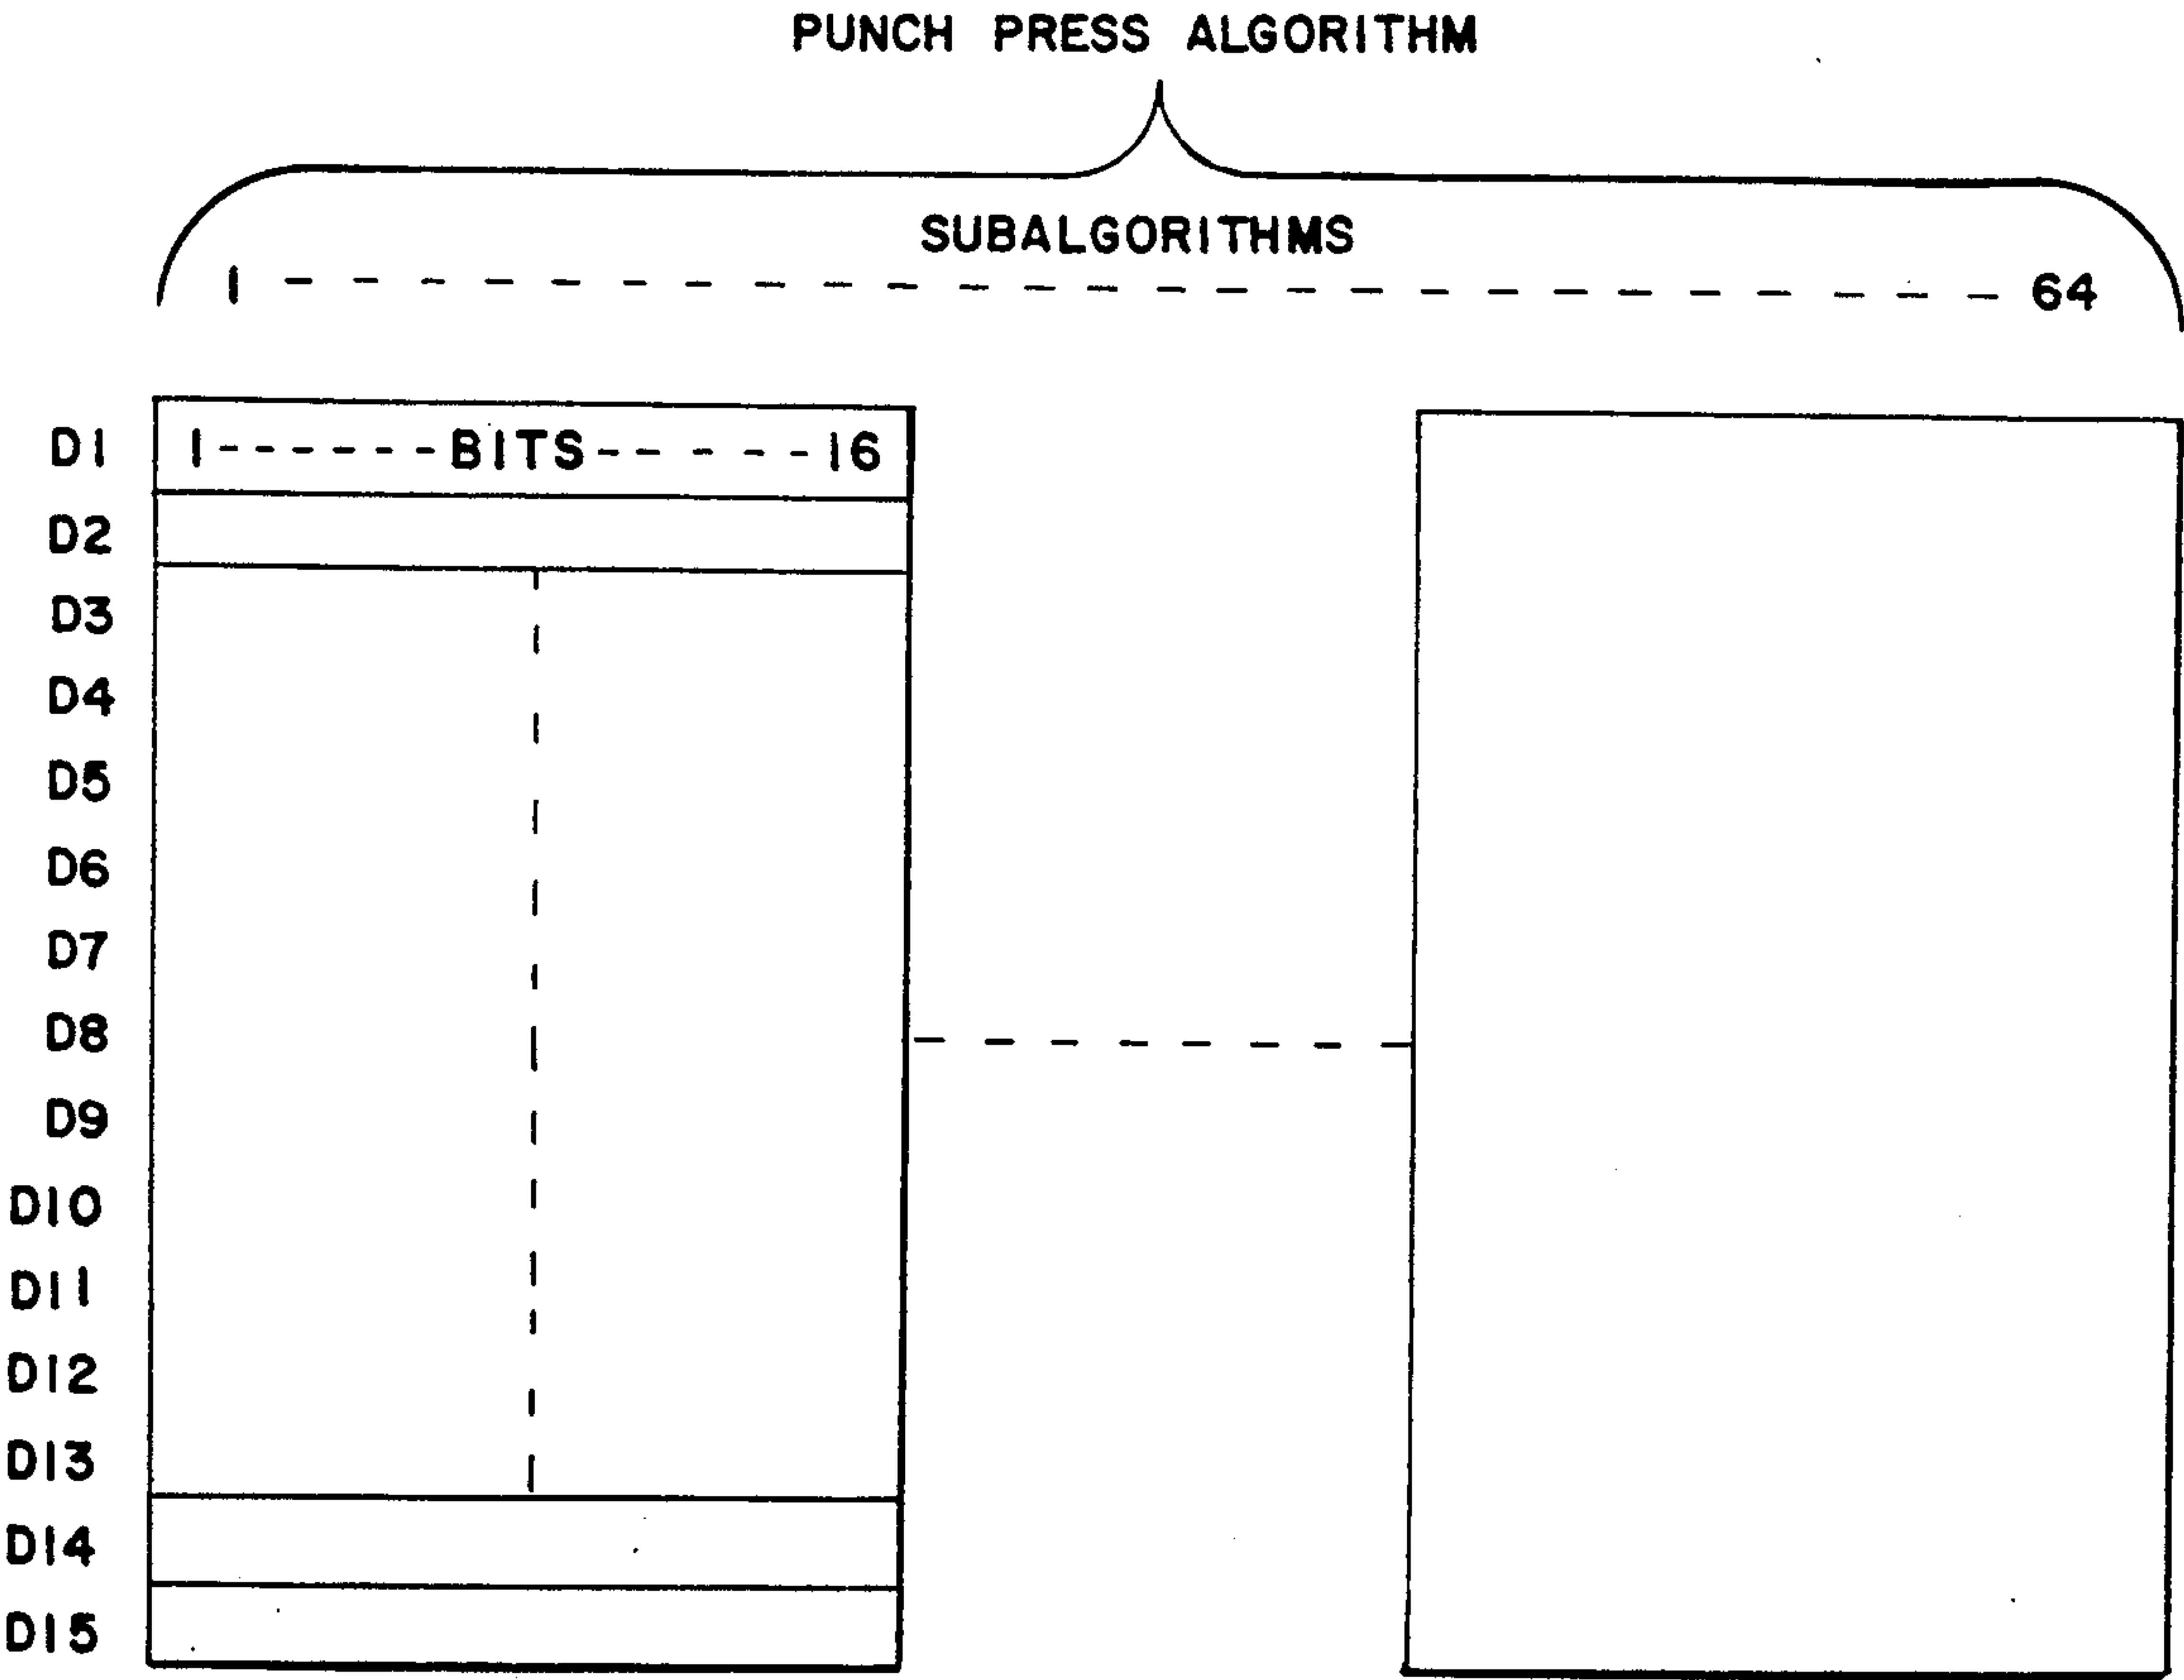 PUNCH PRESS ALGORITHM
SUBALGORITHMS
1 - - - - - - - - - - - - - - - - - - - - - - - - - - 64
D1 1------BITS-- - - --16
D2
D3
D4
D5
D6
D7
D8
D9
D10
D11
D12
D13
D14
D15